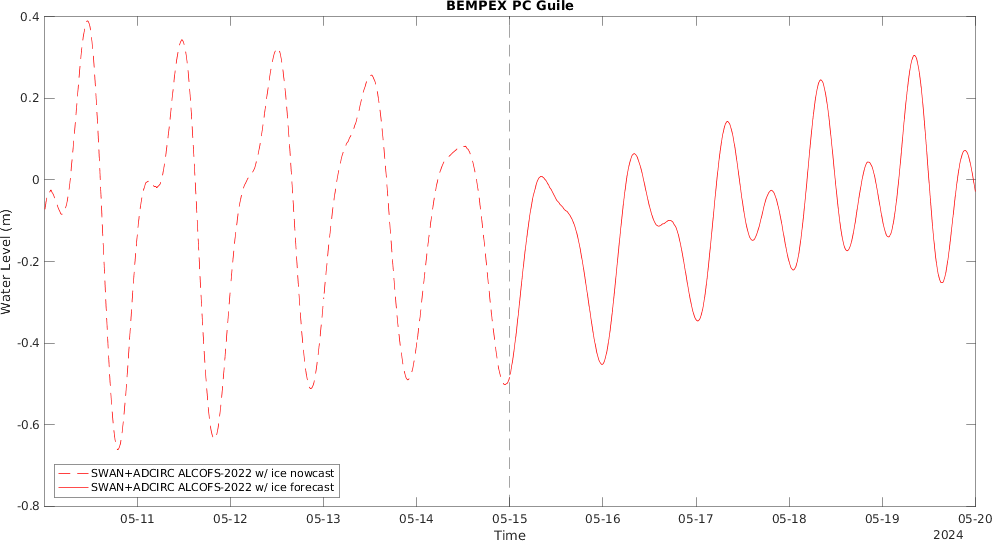 BEMPEX PC Guile
0.4
0.2
0
-0.2
-0.4
-0.6
-0.8
Water Level (m)
SWAN+ADCIRC ALCOFS-2022 w/ ice nowcast
SWAN+ADCIRC ALCOFS-2022 w/ ice forecast
05-11 05-12 05-13 05-14 05-15 05-16 05-17 05-18 05-19 05-20
Time
2024